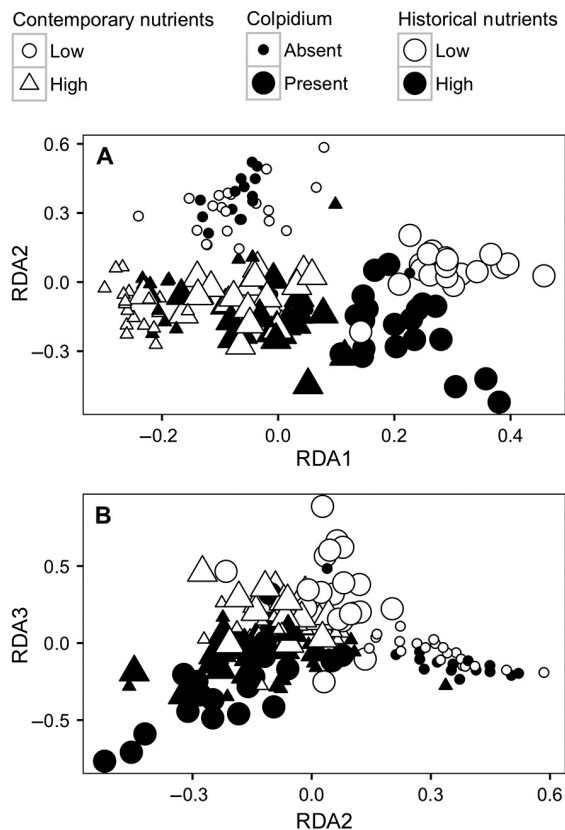 Contemporary nutrients Colpidium Historical nutrients
Low Absent Low
High Present High
A
0.6
0.3
0.0
−0.3
RDA2
−0.2 0.0 0.2 0.4
RDA1
B
0.5
0.0
−0.5
RDA3
−0.3 0.0 0.3 0.6
RDA2